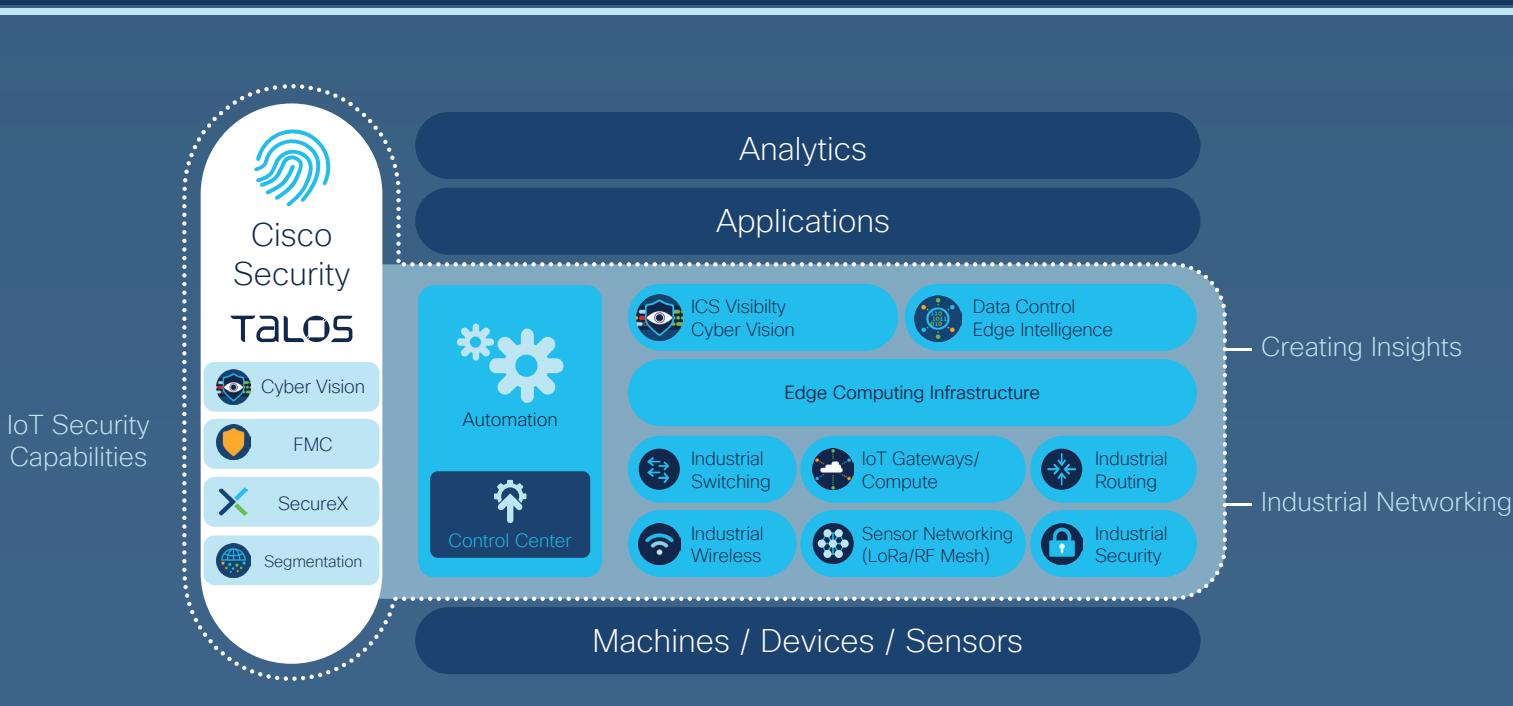 Analytics
Applications
Cisco
Security
TALOS
Cyber Vision
FMC
SecureX
Segmentation
IoT Security
Capabilities
Automation
Control Center
ICS Visibilty
Cyber Vision
Data Control
Edge Intelligence
Edge Computing Infrastructure
Industrial
Switching
IoT Gateways/
Compute
Industrial
Routing
Industrial
Wireless
Sensor Networking
(LoRa/RF Mesh)
Industrial
Security
Creating Insights
Industrial Networking
Machines / Devices / Sensors